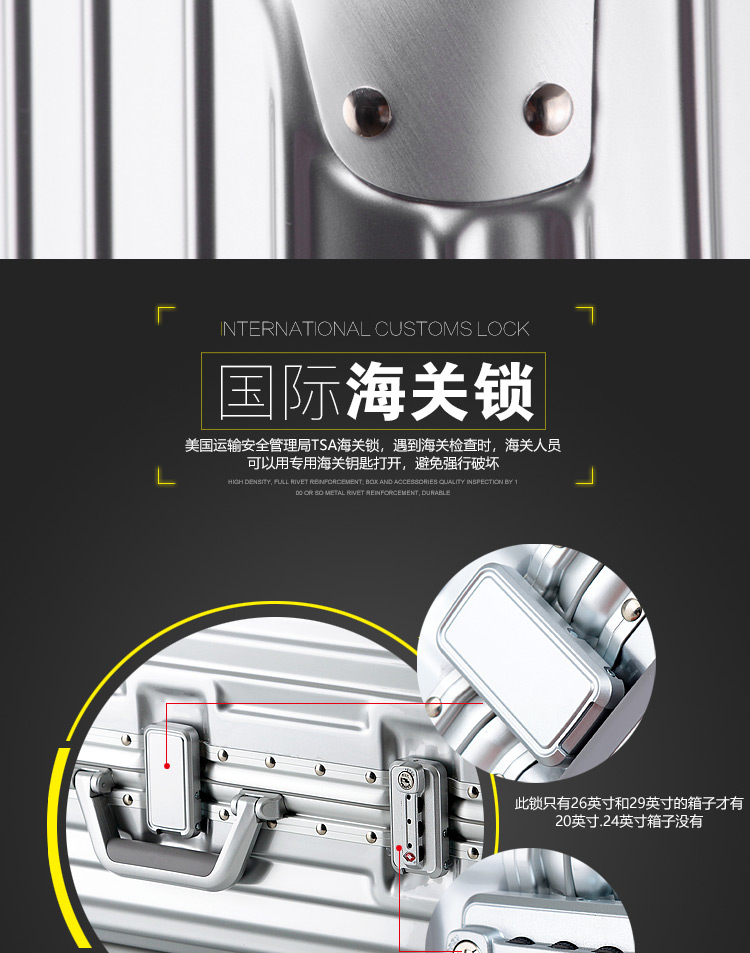 INTERNATIONAL CUSTOMS LOCK
国际海关锁
美国运输安全管理局TSA海关锁，遇到海关检查时，海关人员
可以用专用海关钥匙打开，避免强行破坏
HIGH DENSITY, FULL RIVET REINFORCEMENT; BOX AND ACCESSORIES QUALITY INSPECTION BY 1
00 OR SO METAL RIVET REINFORCEMENT, DURABLE
此锁只有26英寸和29英寸的箱子才有
20英寸.24英寸箱子没有